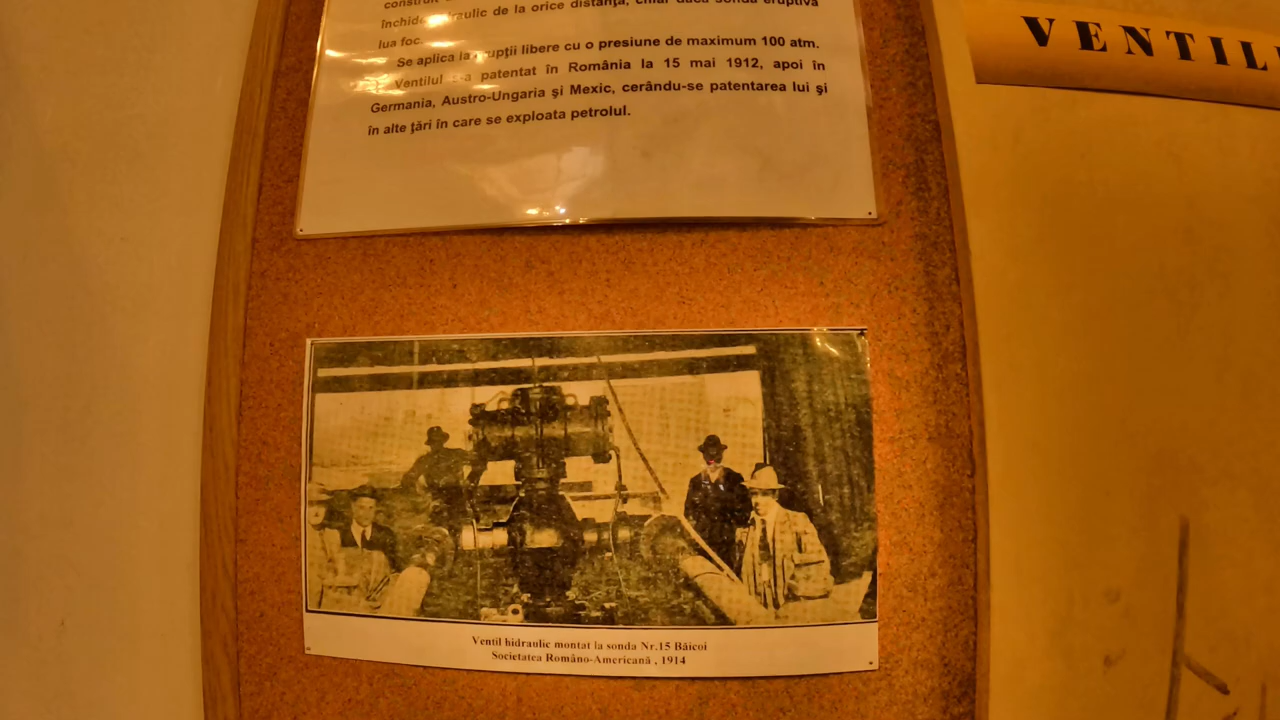 închide hidraulic de la orice distanţă, chiar dacă sonda eruptivă
lua foc.
Se aplica la erupţii libere cu o presiune de maximum 100 atm.
Ventilul s-a patentat în România la 15 mai 1912, apoi în
Germania, Austro-Ungaria şi Mexic, cerându-se patentarea lui şi
în alte ţări în care se exploata petrolul.
VENTIL
Ventil hidraulic montat la sonda Nr.15 Băicoi
Societatea Româno-Americană , 1914